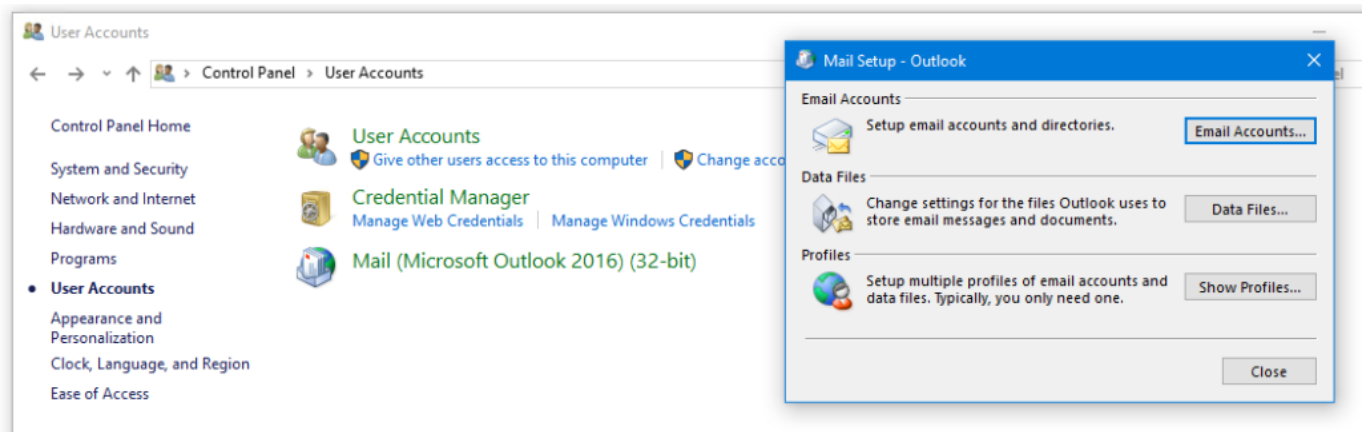 User Accounts
Control Panel > User Accounts
Control Panel Home
System and Security
Network and Internet
Hardware and Sound
Programs
User Accounts
Appearance and
Personalization
Clock, Language, and Region
Ease of Access
User Accounts
Give other users access to this computer
Change acco
Credential Manager
Manage Web Credentials
Manage Windows Credentials
Mail (Microsoft Outlook 2016) (32-bit)
Mail Setup - Outlook
Email Accounts
Setup email accounts and directories.
Email Accounts...
Data Files
Change settings for the files Outlook uses to
store email messages and documents.
Data Files...
Profiles
Setup multiple profiles of email accounts and
data files. Typically, you only need one.
Show Profiles...
Close